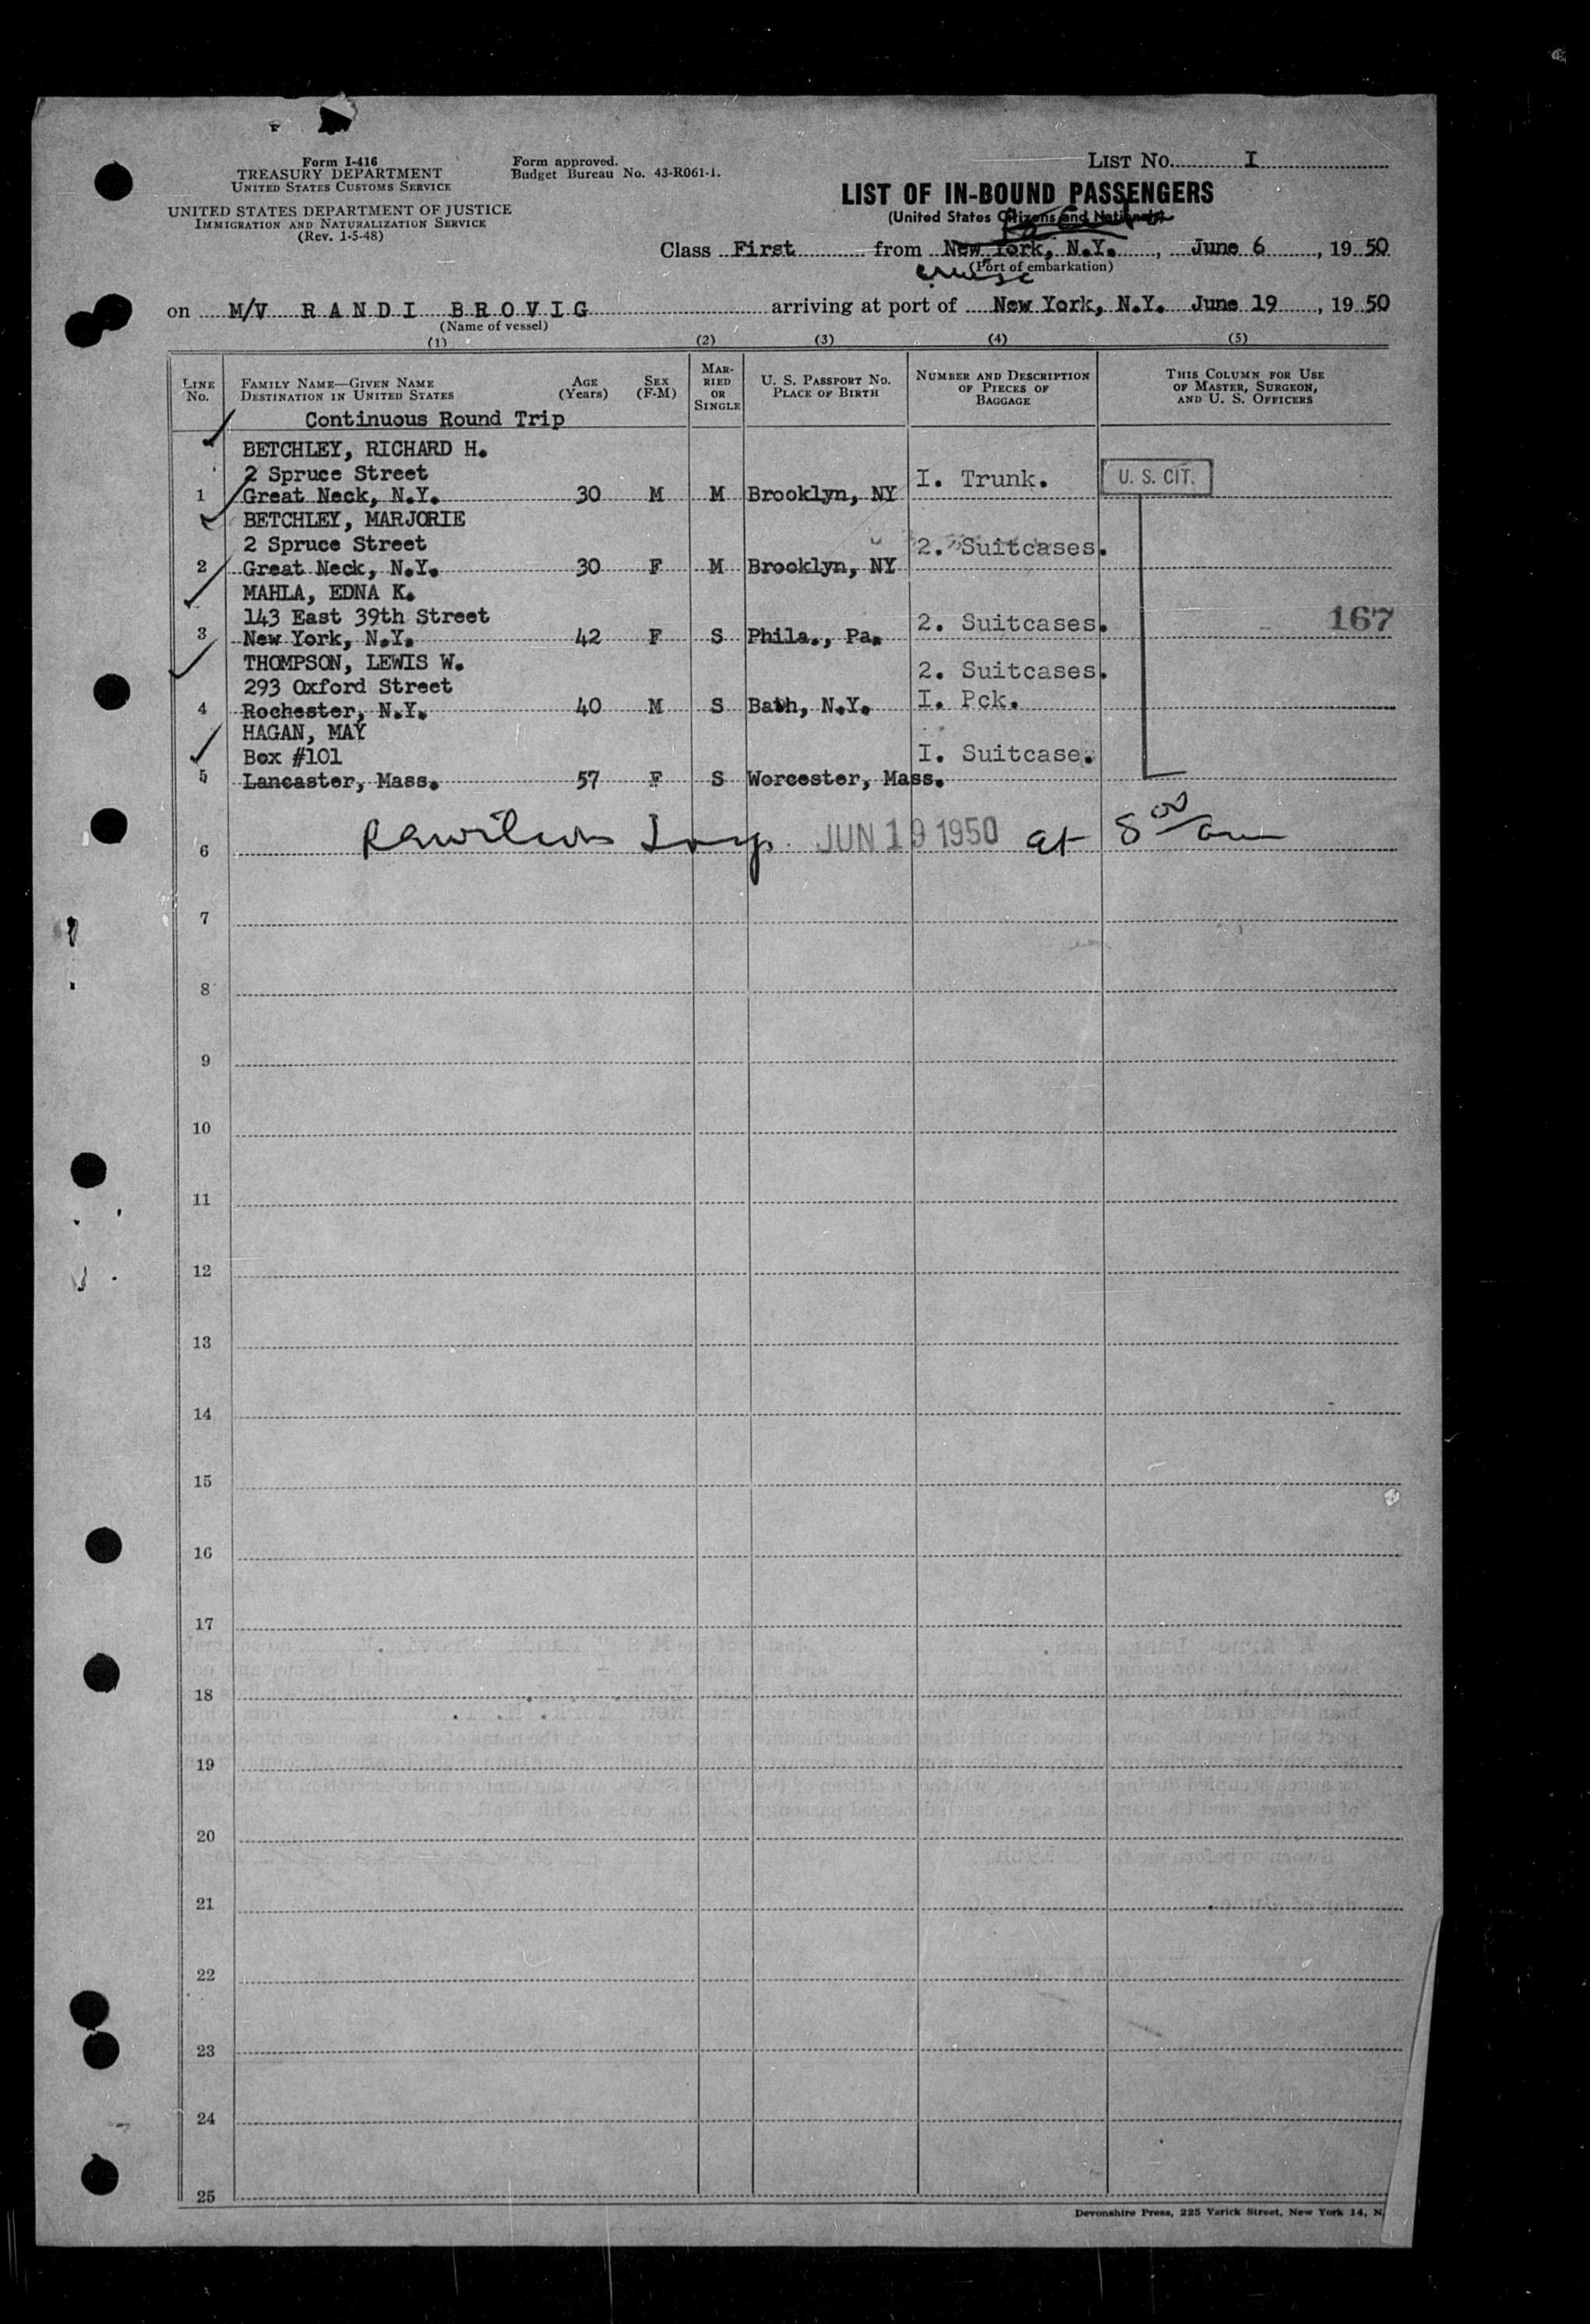 Form I-416
TREASURY DEPARTMENT
UNITED STATES CUSTOMS SERVICE
UNITED STATES DEPARTMENT OF JUSTICE
IMMIGRATION AND NATURALIZATION SERVICE
(Rev. 1-5-48)
Form approved.
Budget Bureau No. 43-R061-1.
LIST No. I
LIST OF IN-BOUND PASSENGERS
(United States Citizens and Nationals)
Class First from New York, N.Y., June 6, 19 50
(Port of embarkation)
cruise
on M/V RANDI BROVIG arriving at port of New York, N.Y. June 19, 19 50
(Name of vessel)
(1) (2) (3) (4) (5)
LINE No. FAMILY NAME—GIVEN NAME DESTINATION IN UNITED STATES AGE (Years) SEX (F-M) MARRIED OR SINGLE U. S. PASSPORT NO. PLACE OF BIRTH NUMBER AND DESCRIPTION OF PIECES OF BAGGAGE THIS COLUMN FOR USE OF MASTER, SURGEON, AND U. S. OFFICERS
Continuous Round Trip
BETCHLEY, RICHARD H.
2 Spruce Street I. Trunk. U. S. CIT.
1 Great Neck, N.Y. 30 M M Brooklyn, NY
BETCHLEY, MARJORIE
2 Spruce Street 2. Suitcases.
2 Great Neck, N.Y. 30 F M Brooklyn, NY
MAHLA, EDNA K.
143 East 39th Street 2. Suitcases. 167
3 New York, N.Y. 42 F S Phila., Pa.
THOMPSON, LEWIS W. 2. Suitcases.
293 Oxford Street
4 Rochester, N.Y. 40 M S Bath, N.Y. I. Pck.
HAGAN, MAY
Box #101 I. Suitcase.
5 Lancaster, Mass. 57 F S Worcester, Mass.
6 Insp. JUN 19 1950 at 8 00/am
7
8
9
10
11
12
13
14
15
16
17
18
19
20
21
22
23
24
25
Devonshire Press, 225 Varick Street, New York 14, N.